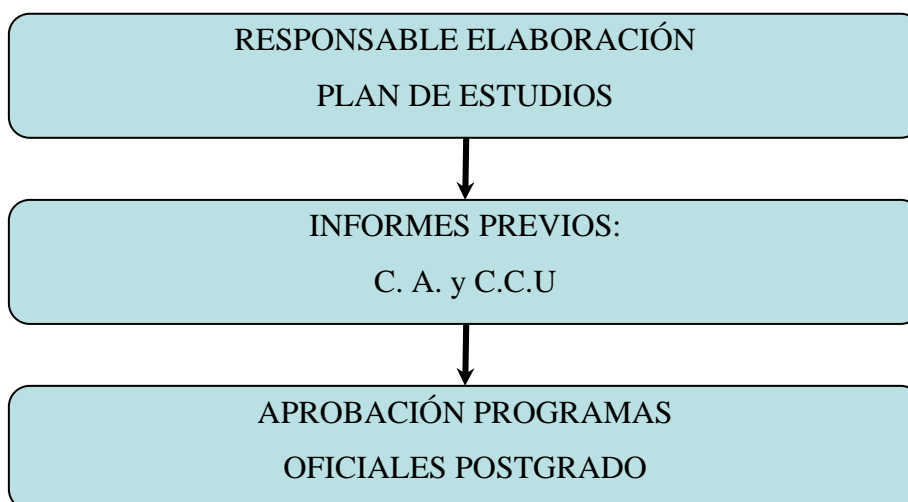 RESPONSABLE ELABORACIÓN
PLAN DE ESTUDIOS
INFORMES PREVIOS:
C. A. y C.C.U
APROBACIÓN PROGRAMAS
OFICIALES POSTGRADO